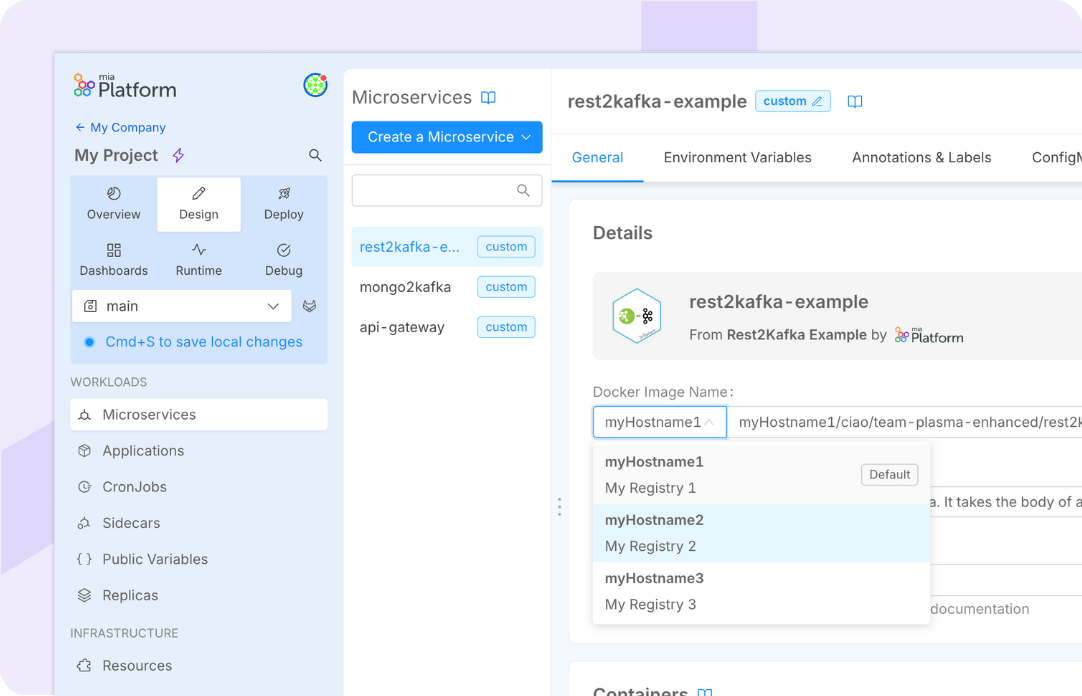 mia
Platform
My Company
My Project
Overview
Design
Deploy
Dashboards
Runtime
Debug
main
Cmd+S to save local changes
WORKLOADS
Microservices
Applications
CronJobs
Sidecars
{ } Public Variables
Replicas
INFRASTRUCTURE
Resources
Microservices
Create a Microservice
rest2kafka-e... custom
mongo2kafka custom
api-gateway custom
rest2kafka-example custom
General Environment Variables Annotations & Labels ConfigM
Details
rest2kafka-example
From Rest2Kafka Example by mia Platform
Docker Image Name:
myHostname1 myHostname1/ciao/team-plasma-enhanced/rest2k
myHostname1
My Registry 1
Default
myHostname2
My Registry 2
myHostname3
My Registry 3
a. It takes the body of a
documentation
Containers